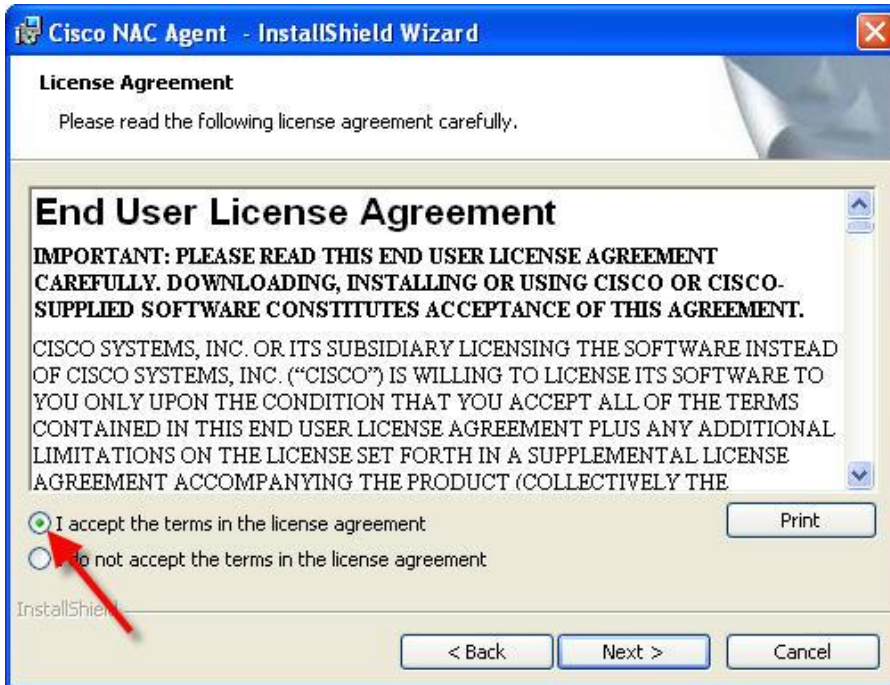 Cisco NAC Agent - InstallShield Wizard
License Agreement
Please read the following license agreement carefully.
End User License Agreement
IMPORTANT: PLEASE READ THIS END USER LICENSE AGREEMENT
CAREFULLY. DOWNLOADING, INSTALLING OR USING CISCO OR CISCO-
SUPPLIED SOFTWARE CONSTITUTES ACCEPTANCE OF THIS AGREEMENT.
CISCO SYSTEMS, INC. OR ITS SUBSIDIARY LICENSING THE SOFTWARE INSTEAD
OF CISCO SYSTEMS, INC. (“CISCO”) IS WILLING TO LICENSE ITS SOFTWARE TO
YOU ONLY UPON THE CONDITION THAT YOU ACCEPT ALL OF THE TERMS
CONTAINED IN THIS END USER LICENSE AGREEMENT PLUS ANY ADDITIONAL
LIMITATIONS ON THE LICENSE SET FORTH IN A SUPPLEMENTAL LICENSE
AGREEMENT ACCOMPANYING THE PRODUCT (COLLECTIVELY THE
I accept the terms in the license agreement
Print
I do not accept the terms in the license agreement
InstallShield
< Back
Next >
Cancel